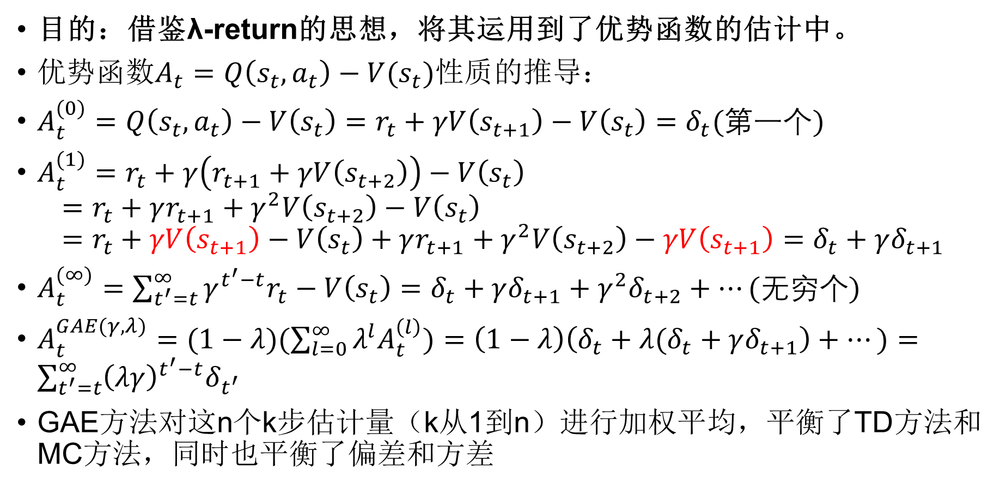 • 目的：借鉴λ-return的思想，将其运用到了优势函数的估计中。
• 优势函数$A_t = Q(s_t, a_t) - V(s_t)$性质的推导：
• $A_t^{(0)} = Q(s_t, a_t) - V(s_t) = r_t + \gamma V(s_{t+1}) - V(s_t) = \delta_t$(第一个)
• $A_t^{(1)} = r_t + \gamma(r_{t+1} + \gamma V(s_{t+2})) - V(s_t)$
$= r_t + \gamma r_{t+1} + \gamma^2 V(s_{t+2}) - V(s_t)$
$= r_t + \gamma V(s_{t+1}) - V(s_t) + \gamma r_{t+1} + \gamma^2 V(s_{t+2}) - \gamma V(s_{t+1}) = \delta_t + \gamma \delta_{t+1}$
• $A_t^{(\infty)} = \sum_{t'=t}^{\infty} \gamma^{t'-t} r_t - V(s_t) = \delta_t + \gamma \delta_{t+1} + \gamma^2 \delta_{t+2} + \cdots$(无穷个)
• $A_t^{GAE(\gamma,\lambda)} = (1 - \lambda)(\sum_{l=0}^{\infty} \lambda^l A_t^{(l)}) = (1 - \lambda)(\delta_t + \lambda(\delta_t + \gamma \delta_{t+1}) + \cdots) =$
$\sum_{t'=t}^{\infty} (\lambda\gamma)^{t'-t} \delta_{t'}$
• GAE方法对这n个k步估计量（k从1到n）进行加权平均，平衡了TD方法和
MC方法，同时也平衡了偏差和方差